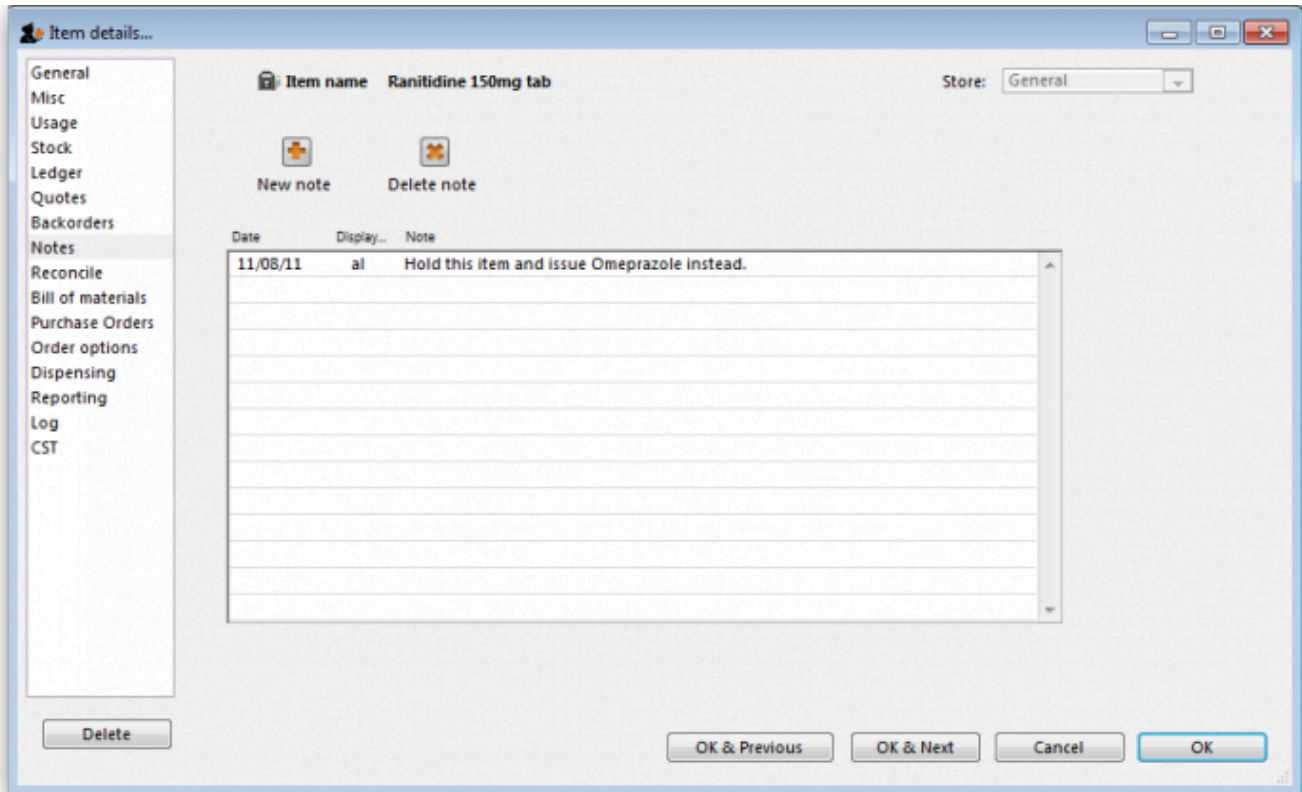 Item details...
General
Misc
Usage
Stock
Ledger
Quotes
Backorders
Notes
Reconcile
Bill of materials
Purchase Orders
Order options
Dispensing
Reporting
Log
CST
Delete
Item name Ranitidine 150mg tab
Store: General
New note Delete note
Date Display... Note
11/08/11 al Hold this item and issue Omeprazole instead.
OK & Previous OK & Next Cancel OK